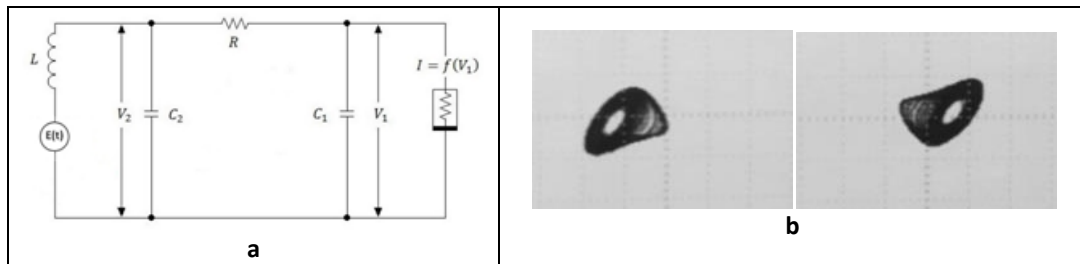 L
E(t)
V₂
C₂
R
C₁
V₁
I = f(V₁)
a
b